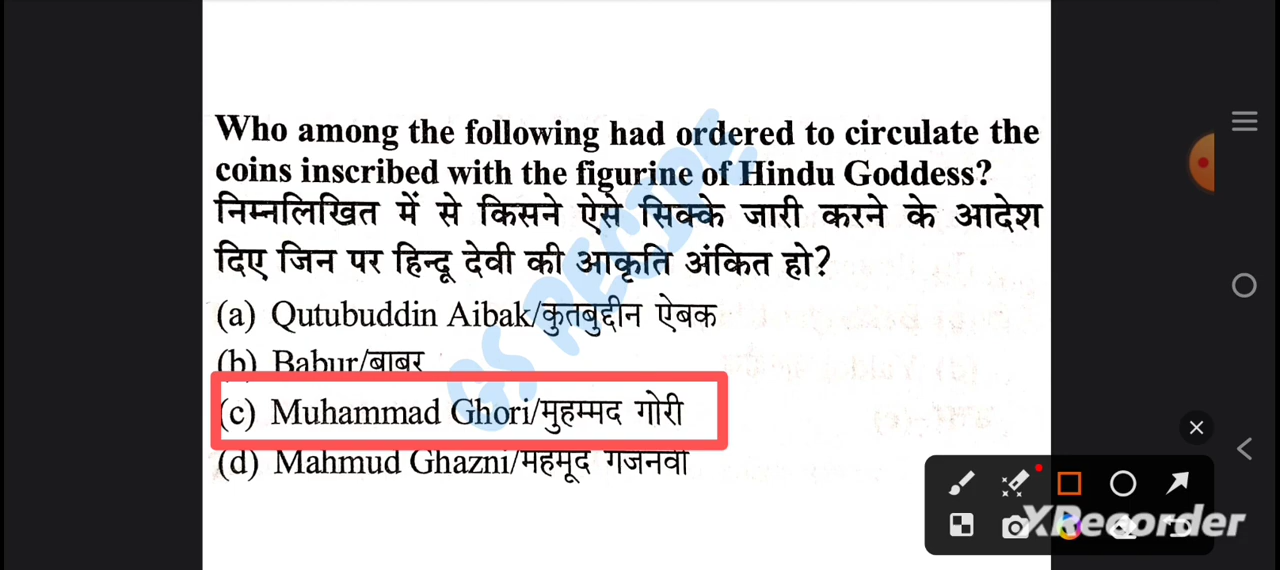 Who among the following had ordered to circulate the
coins inscribed with the figurine of Hindu Goddess?
निम्नलिखित में से किसने ऐसे सिक्के जारी करने के आदेश
दिए जिन पर हिन्दू देवी की आकृति अंकित हो?
(a) Qutubuddin Aibak/कुतबुद्दीन ऐबक
(b) Babur/बाबर
(c) Muhammad Ghori/मुहम्मद गोरी
(d) Mahmud Ghazni/महमूद गजनवी
GS RECIPE
XRecorder